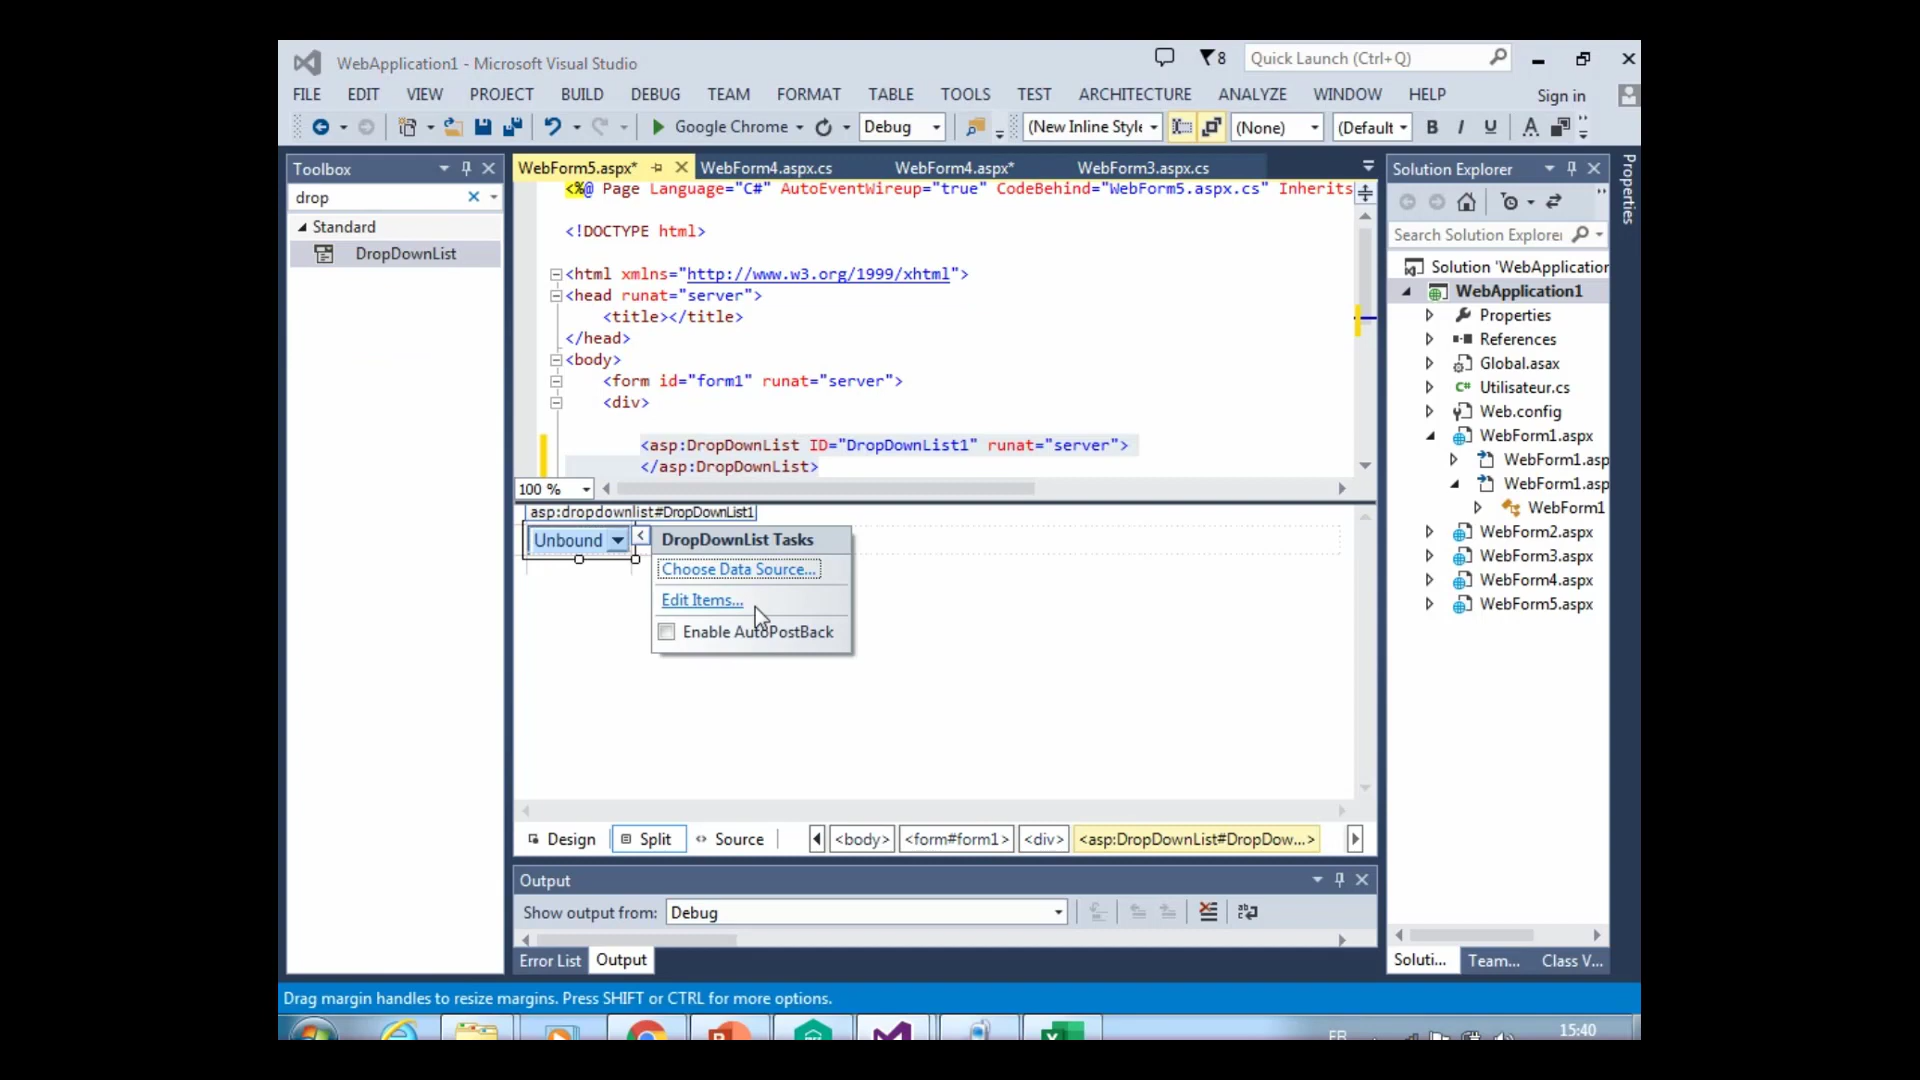 WebApplication1 - Microsoft Visual Studio
8
Quick Launch (Ctrl+Q)
FILE EDIT VIEW PROJECT BUILD DEBUG TEAM FORMAT TABLE TOOLS TEST ARCHITECTURE ANALYZE WINDOW HELP
Sign in
Google Chrome
Debug
(New Inline Style
(None)
(Default
B I U A
Toolbox
drop
Standard
DropDownList
WebForm5.aspx* WebForm4.aspx.cs WebForm4.aspx* WebForm3.aspx.cs
<%@ Page Language="C#" AutoEventWireup="true" CodeBehind="WebForm5.aspx.cs" Inherits
<!DOCTYPE html>
<html xmlns="http://www.w3.org/1999/xhtml">
<head runat="server">
<title></title>
</head>
<body>
<form id="form1" runat="server">
<div>
<asp:DropDownList ID="DropDownList1" runat="server">
</asp:DropDownList>
100 %
asp:dropdownlist#DropDownList1
Unbound
DropDownList Tasks
Choose Data Source...
Edit Items...
Enable AutoPostBack
Design Split Source
<body> <form#form1> <div> <asp:DropDownList#DropDow...>
Output
Show output from: Debug
Error List Output
Solution Explorer
Search Solution Explorer
Solution 'WebApplication
WebApplication1
Properties
References
Global.asax
C# Utilisateur.cs
Web.config
WebForm1.aspx
WebForm1.asp
WebForm1.asp
WebForm1
WebForm2.aspx
WebForm3.aspx
WebForm4.aspx
WebForm5.aspx
Soluti... Team... Class V...
Properties
Drag margin handles to resize margins. Press SHIFT or CTRL for more options.
FR
15:40